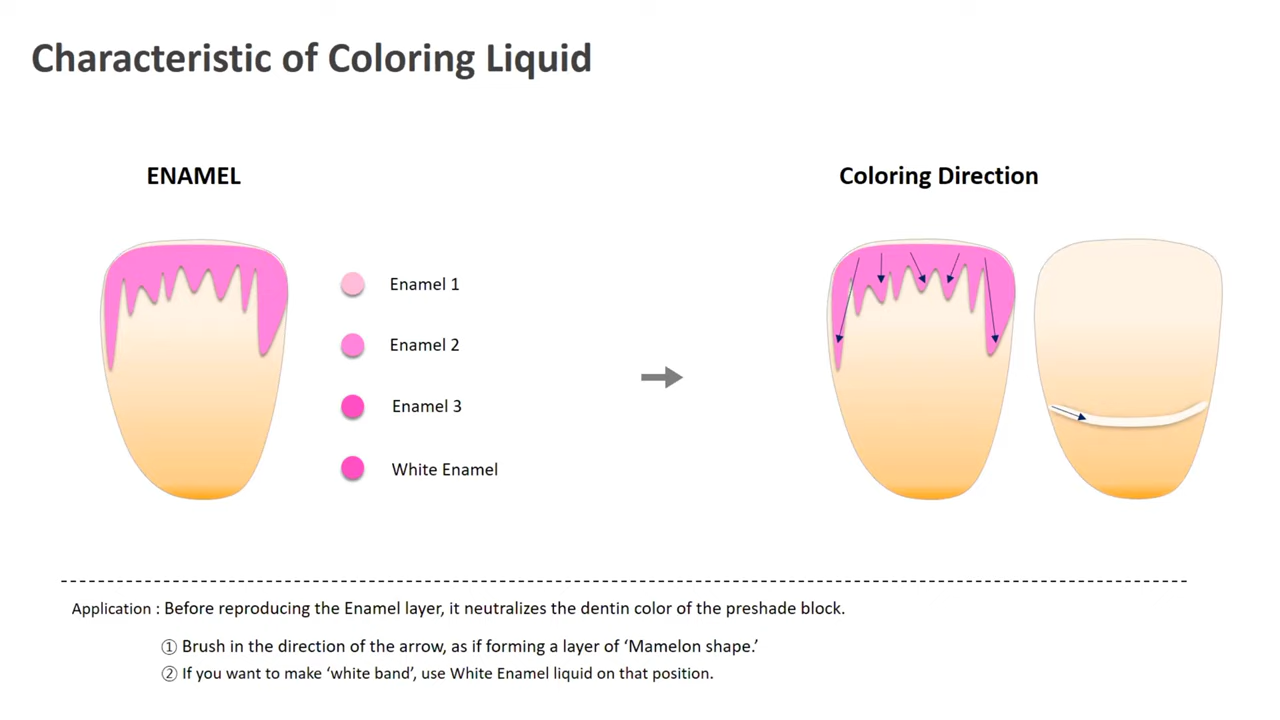 Characteristic of Coloring Liquid
ENAMEL
Enamel 1
Enamel 2
Enamel 3
White Enamel
Coloring Direction
Application : Before reproducing the Enamel layer, it neutralizes the dentin color of the preshade block.
① Brush in the direction of the arrow, as if forming a layer of ‘Mamelon shape.’
② If you want to make ‘white band’, use White Enamel liquid on that position.